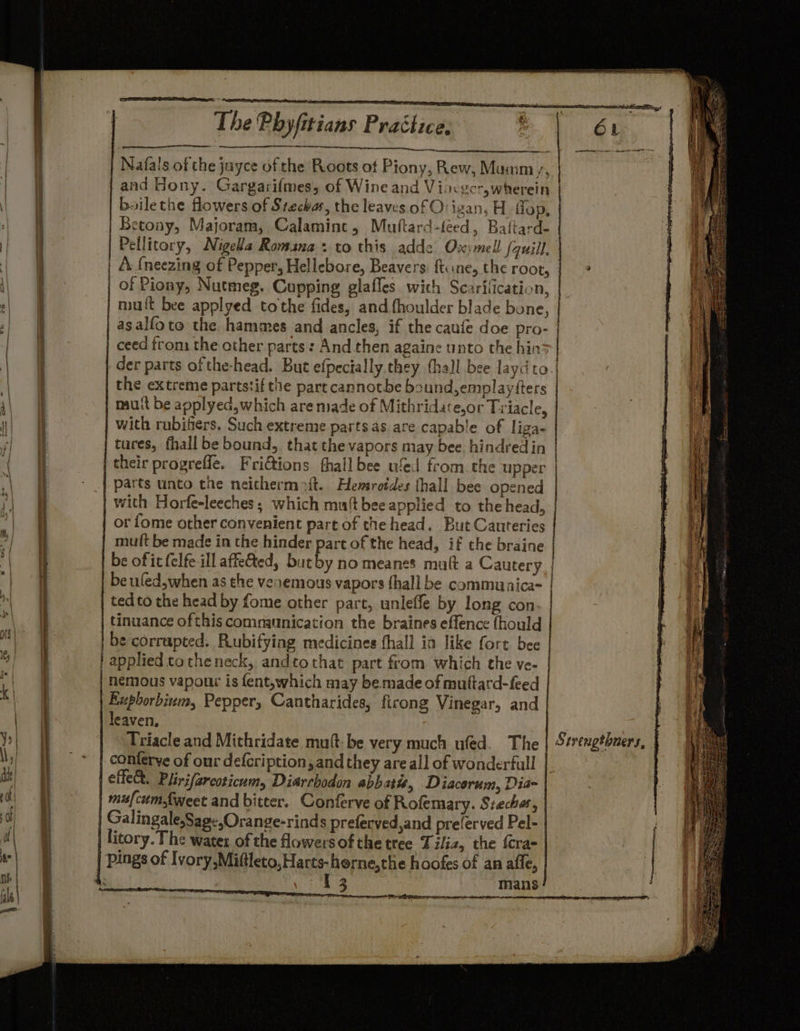 The Phyſitians Practice. 61
Naſals of the juyce of the Roots of Piony, Rew, Mummy,
and Hony. Gargariſmes, of Wine and Vineger, wherein
boile the flowers of Stechas, the leaves of Origan, Hyſſop,
Betony, Majoram, Calamint, Muſtard-ſeed, Baſtard-
Pellitory, Nigella Romana: to this adde Oxymell ſquill.
A ſneezing of Pepper, Hellebore, Beavers ſtone, the root,
of Piony, Nutmeg. Cupping glaſſes with Scarification,
muſt bee applyed to the ſides, and ſhoulder blade bone,
as alſo to the hammes and ancles, if the cauſe doe pro-
ceed from the other parts: And then againe unto the hin-
der parts of the head. But eſpecially they ſhall bee layd to
the extreme parts: if the part cannot be bound, emplayſters
muſt be applyed, which are made of Mithridate, or Triacle,
with rubifiers. Such extreme parts as are capable of liga-
tures, ſhall be bound, that the vapors may bee hindred in
their progreſſe. Frictions ſhall bee uſed from the upper
parts unto the neithermoſt. Hemroides ſhall bee opened
with Horſe-leeches; which muſt bee applied to the head,
or ſome other convenient part of the head. But Cauteries
muſt be made in the hinder part of the head, if the braine
be of it ſelfe ill affected, but by no meanes muſt a Cautery
be uſed, when as the venemous vapors ſhall be communica-
ted to the head by ſome other part, unleſſe by long con-
tinuance of this communication the braines eſſence ſhould
be corrupted. Rubifying medicines ſhall in like ſort bee
applied to the neck, and to that part from which the ve-
nemous vapour is ſent, which may be made of muſtard-ſeed
Euphorbium, Pepper, Cantharides, ſtrong Vinegar, and
leaven.
Triacle and Mithridate muſt be very much uſed. The Strengthners.
conſerve of our deſcription, and they are all of wonderfull
effect. Plirisarcoticum, Diarrhodon abbatis, Diacorum, Dia-
muſcum, ſweet and bitter. Conſerve of Roſemary. Stechas,
Galingale, Sage, Orange-rinds preſerved, and preſerved Pel-
litory. The water of the flowers of the tree Tilia, the ſcra-
pings of Ivory, Miſtleto, Harts-horne, the hoofes of an aſſe,
I 3 mans